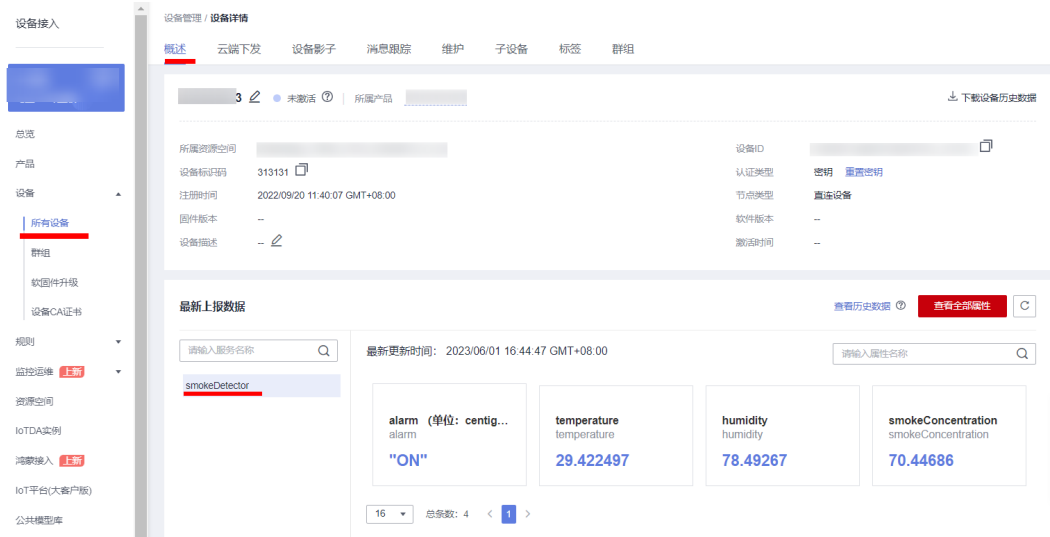 设备接入
总览
产品
设备
所有设备
群组
软固件升级
设备CA证书
规则
监控运维 上新
资源空间
IoTDA实例
鸿蒙接入 上新
IoT平台(大客户版)
公共模型库
设备管理 / 设备详情
概述 云端下发 设备影子 消息跟踪 维护 子设备 标签 群组
3 未激活 所属产品 下载设备历史数据
所属资源空间 设备ID
设备标识码 313131 认证类型 密钥 重置密钥
注册时间 2022/09/20 11:40:07 GMT+08:00 节点类型 直连设备
固件版本 -- 软件版本 --
设备描述 -- 激活时间 --
最新上报数据 查看历史数据 查看全部属性
请输入服务名称 最新更新时间： 2023/06/01 16:44:47 GMT+08:00 请输入属性名称
smokeDetector
alarm （单位：centig... temperature humidity smokeConcentration
alarm temperature humidity smokeConcentration
"ON" 29.422497 78.49267 70.44686
16 总条数：4 < 1 >